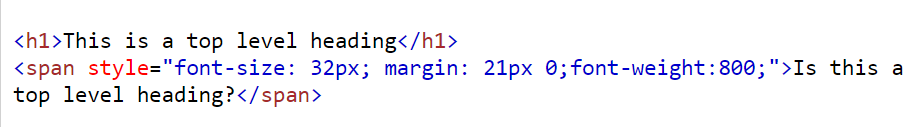 <h1>This is a top level heading</h1>
<span style="font-size: 32px; margin: 21px 0;font-weight:800;">Is this a
top level heading?</span>